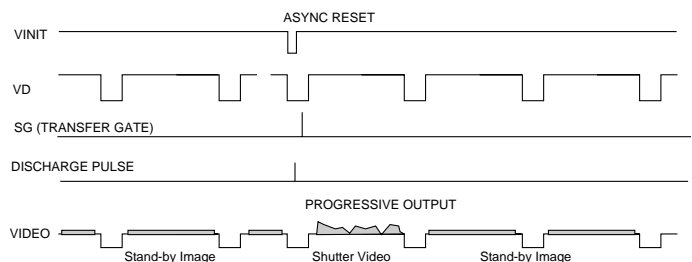 ASYNC RESET
VINIT
VD
SG (TRANSFER GATE)
DISCHARGE PULSE
PROGRESSIVE OUTPUT
VIDEO
Stand-by Image Shutter Video Stand-by Image